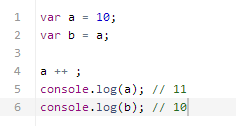 1 var a = 10;
2 var b = a;
3
4 a ++ ;
5 console.log(a); // 11
6 console.log(b); // 10